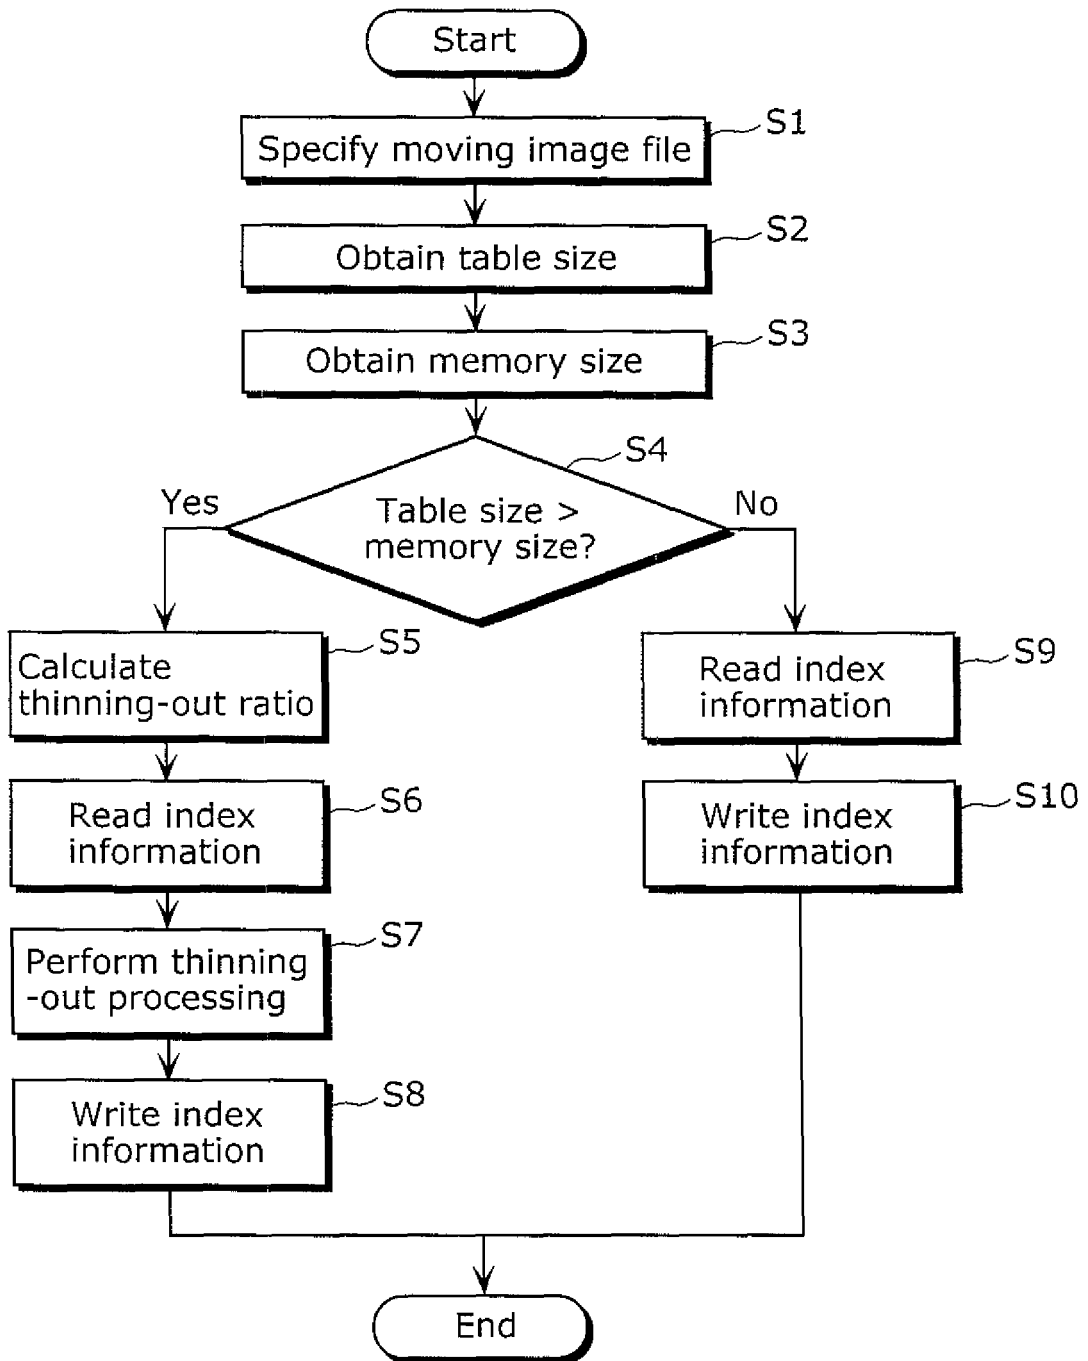 Start
Specify moving image file
S1
Obtain table size
S2
Obtain memory size
S3
S4
Yes
Table size >
memory size?
No
Calculate
thinning-out ratio
S5
Read index
information
S9
Read index
information
S6
Write index
information
S10
Perform thinning
-out processing
S7
Write index
information
S8
End